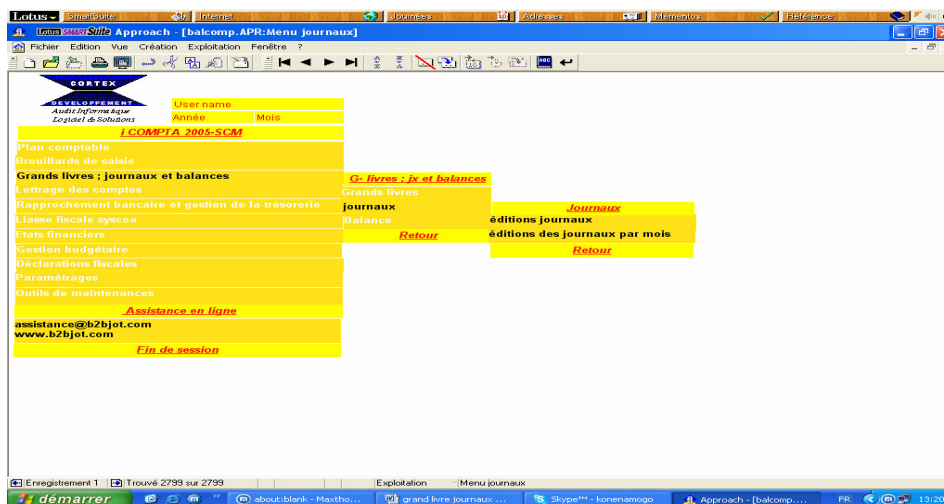 Lotus SmartSuite Internet Journées Adresses Mémentos Référence
Lotus SMARTSuite Approach - [balcomp.APR:Menu journaux]
Fichier Edition Vue Création Exploitation Fenêtre ?
CORTEX
DEVELOPPEMENT
Audit Informatique
Logiciel & Solutions
User name
Année Mois
i COMPTA 2005-SCM
Plan comptable
Brouillards de saisie
Grands livres ; journaux et balances
Lettrage des comptes
Rapprochement bancaire et gestion de la trésorerie
Liasse fiscale syscoa
Etats financiers
Gestion budgétaire
Déclarations fiscales
Paramétrages
Outils de maintenances
Assistance en ligne
assistance@b2bjot.com
www.b2bjot.com
Fin de session
G- livres ; jx et balances
Grands livres
journaux
Balance
Retour
Journaux
éditions journaux
éditions des journaux par mois
Retour
Enregistrement 1 Trouvé 2799 sur 2799 Exploitation Menu journaux
démarrer about:blank - Maxtho... grand livre journaux ... Skype™ - konenamogo Approach - [balcomp.... FR 13:20